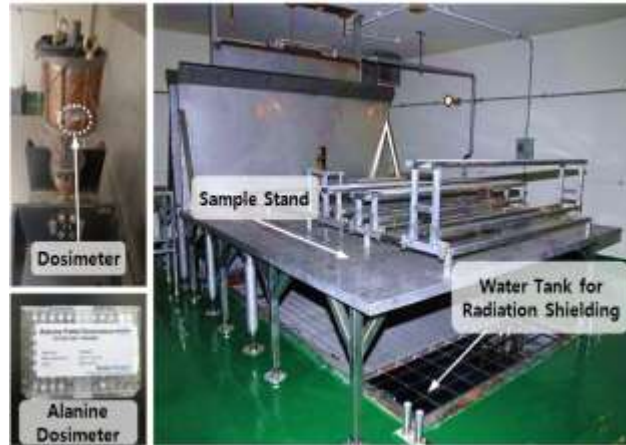 Dosimeter
Alanine
Dosimeter
Sample Stand
Water Tank for
Radiation Shielding